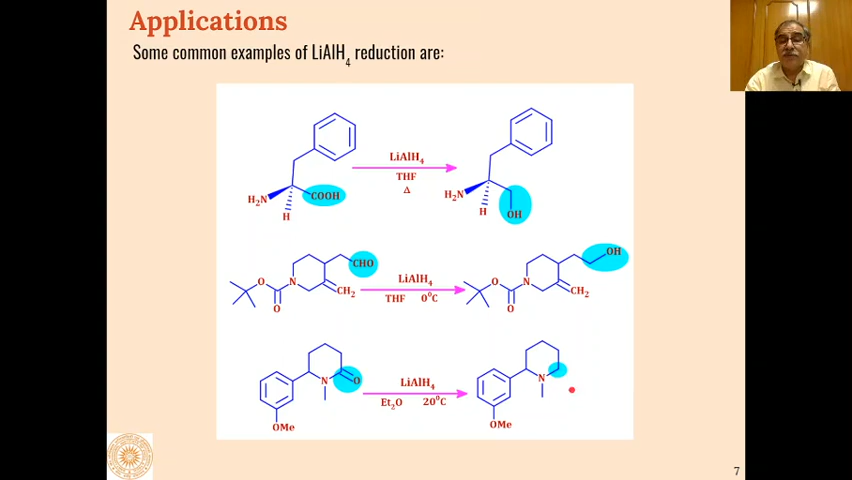 Applications
Some common examples of LiAlH4 reduction are:
LiAlH4
THF
Δ
H2N
COOH
H
H2N
OH
H
CHO
N
O
O
CH2
LiAlH4
THF 0°C
OH
N
O
O
CH2
N
O
OMe
LiAlH4
Et2O 20°C
N
OMe
7